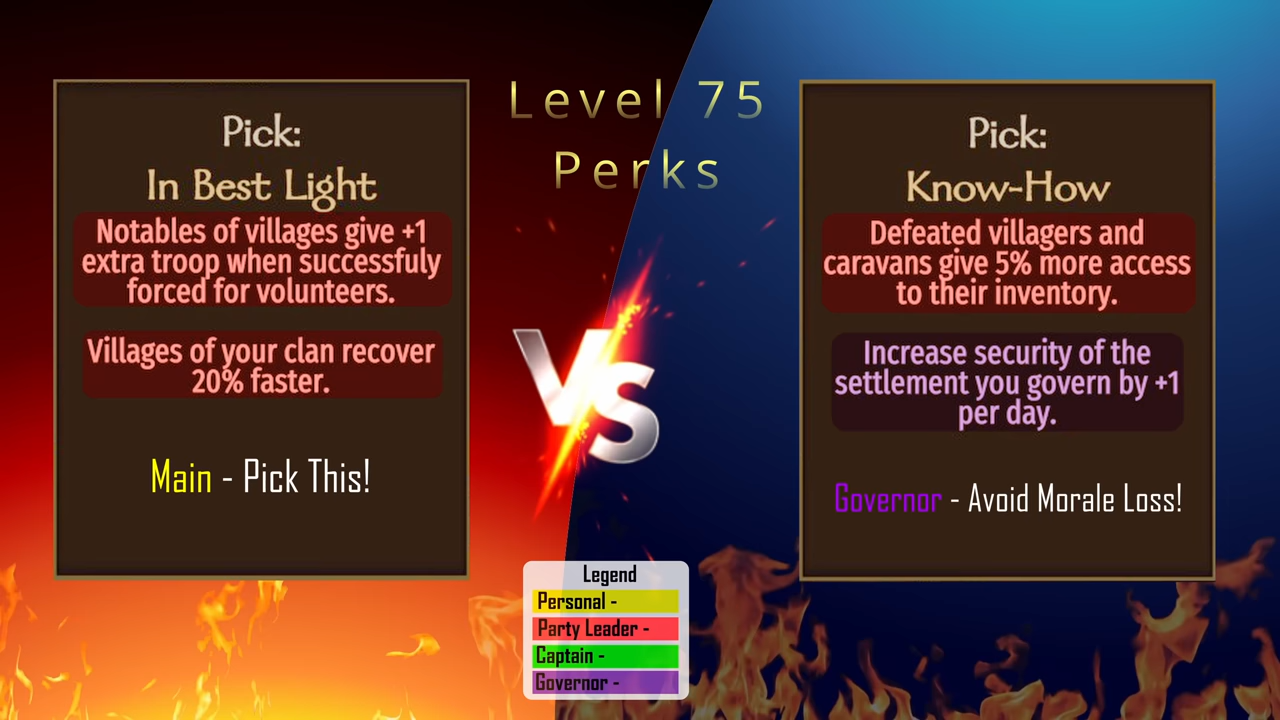 Level 75
Perks
Pick:
In Best Light
Notables of villages give +1
extra troop when successfuly
forced for volunteers.
Villages of your clan recover
20% faster.
Main - Pick This!
VS
Pick:
Know-How
Defeated villagers and
caravans give 5% more access
to their inventory.
Increase security of the
settlement you govern by +1
per day.
Governor - Avoid Morale Loss!
Legend
Personal -
Party Leader -
Captain -
Governor -